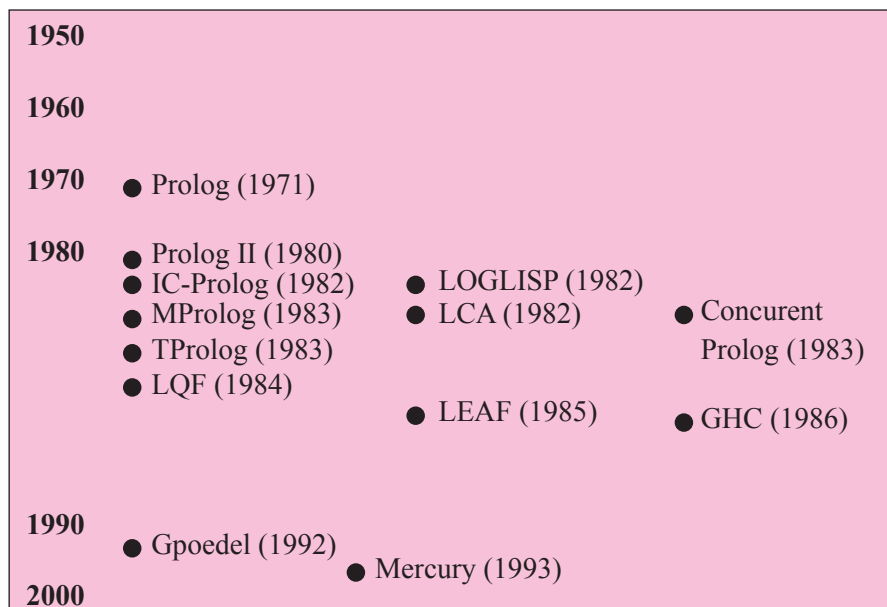 1950
1960
1970
Prolog (1971)
1980
Prolog II (1980)
IC-Prolog (1982)
LOGLISP (1982)
MProlog (1983)
LCA (1982)
Concurent
TProlog (1983)
Prolog (1983)
LQF (1984)
LEAF (1985)
GHC (1986)
1990
Gpoedel (1992)
Mercury (1993)
2000